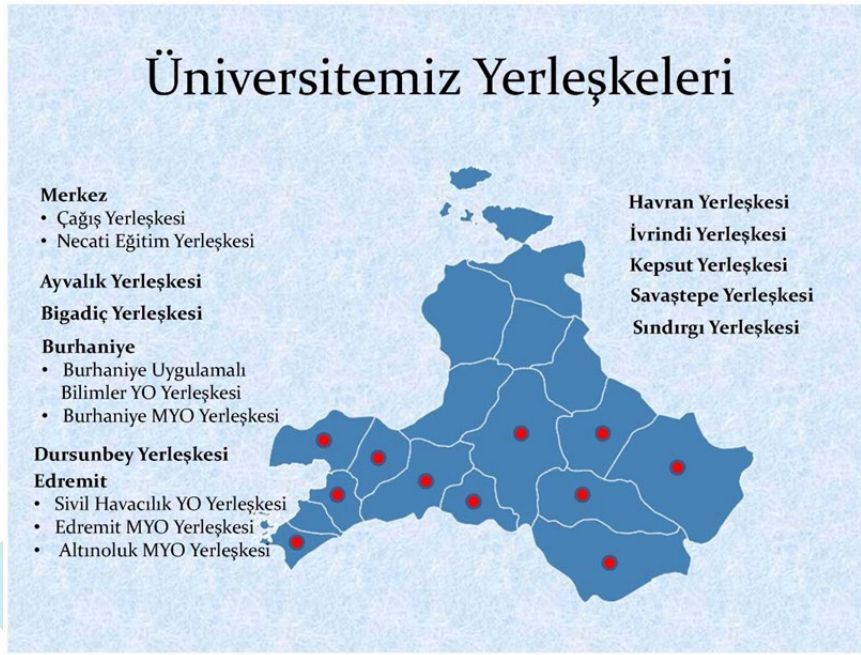 Üniversitemiz Yerleşkeleri
Merkez
• Çağış Yerleşkesi
• Necati Eğitim Yerleşkesi
Ayvalık Yerleşkesi
Bigadiç Yerleşkesi
Burhaniye
• Burhaniye Uygulamalı
Bilimler YO Yerleşkesi
• Burhaniye MYO Yerleşkesi
Dursunbey Yerleşkesi
Edremit
• Sivil Havacılık YO Yerleşkesi
• Edremit MYO Yerleşkesi
• Altınoluk MYO Yerleşkesi
Havran Yerleşkesi
İvrindi Yerleşkesi
Kepsut Yerleşkesi
Savaştepe Yerleşkesi
Sındırgı Yerleşkesi